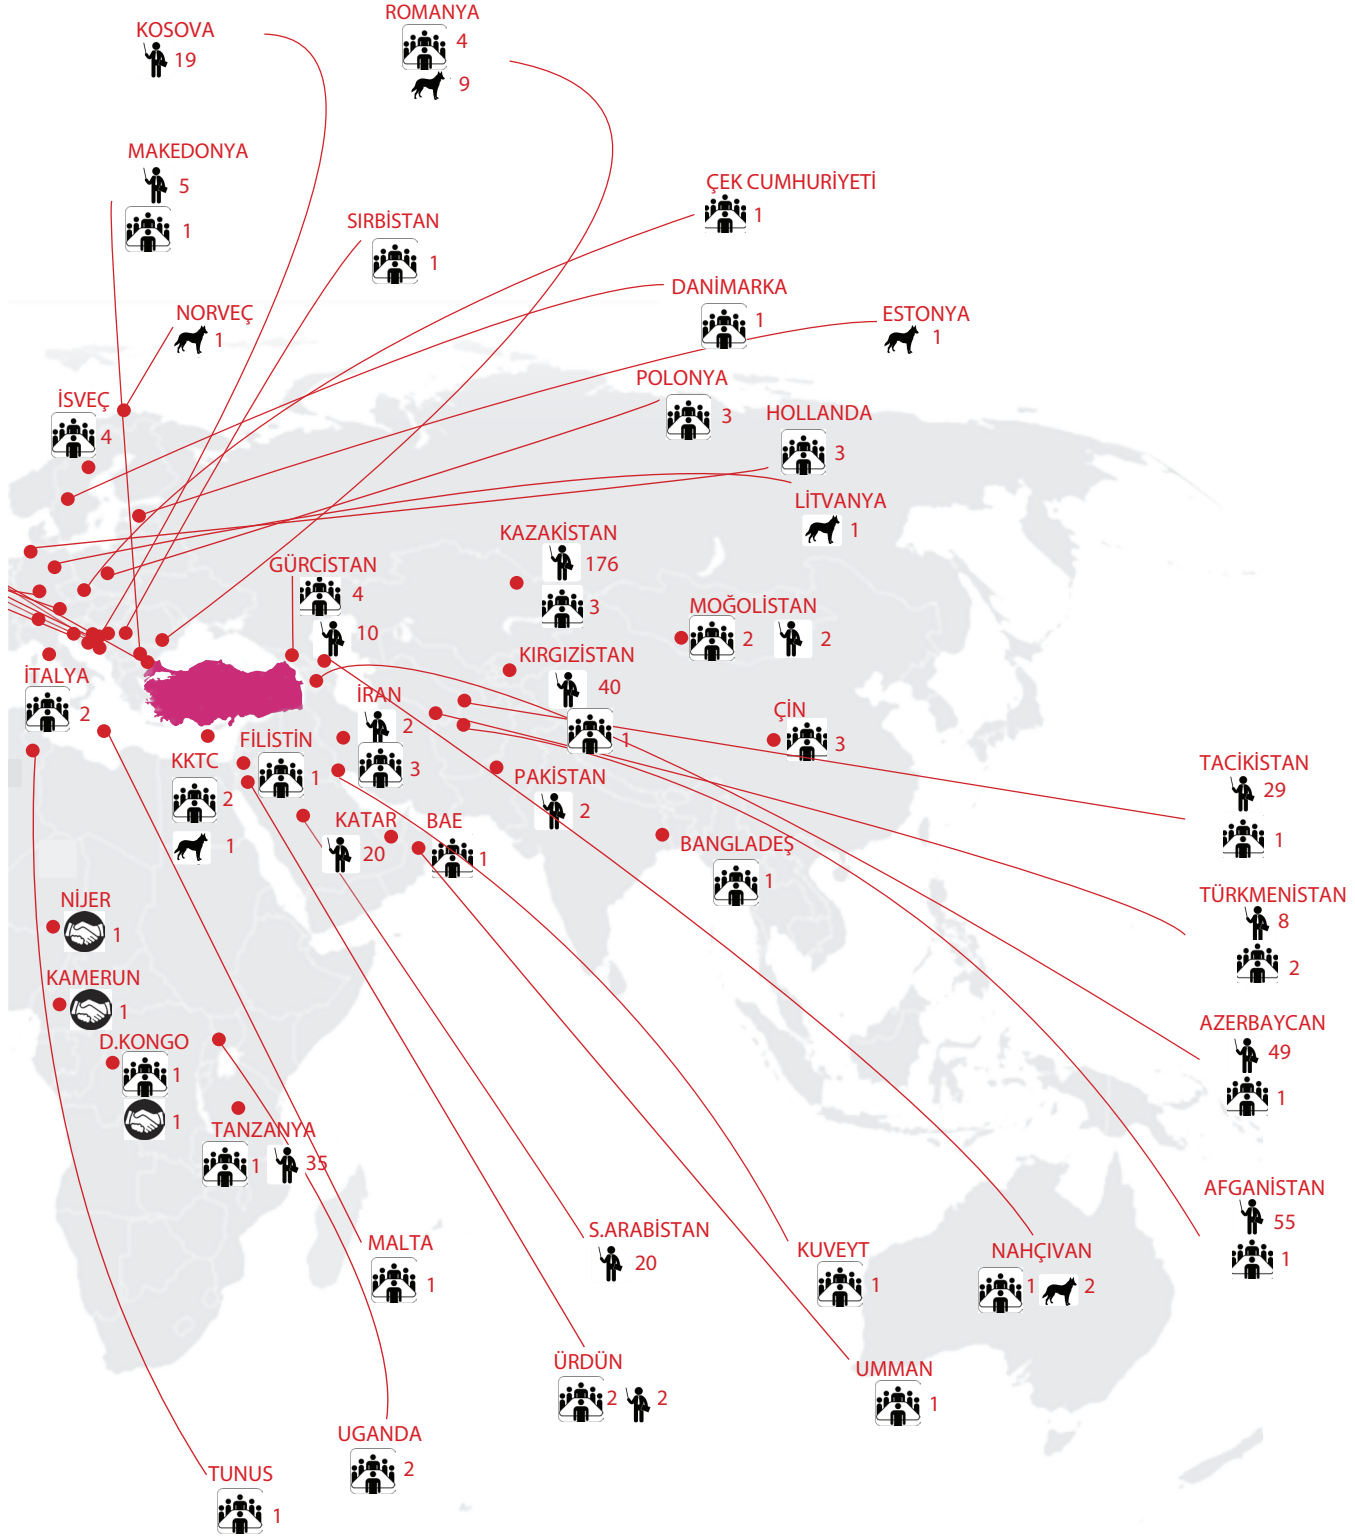 KOSOVA
19
ROMANYA
4
9
MAKEDONYA
5
1
SIRBİSTAN
1
ÇEK CUMHURİYETİ
1
NORVEÇ
1
DANİMARKA
1
ESTONYA
1
İSVEÇ
4
POLONYA
3
HOLLANDA
3
LİTVANYA
1
KAZAKİSTAN
176
3
GÜRCİSTAN
4
10
MOĞOLİSTAN
2 2
KIRGIZİSTAN
40
1
İTALYA
2
İRAN
2
3
ÇİN
3
KKTC
2
1
FİLİSTİN
1
PAKİSTAN
2
TACİKİSTAN
29
1
KATAR
20
BAE
1
BANGLADEŞ
1
TÜRKMENİSTAN
8
2
NİJER
1
KAMERUN
1
D.KONGO
1
1
AZERBAYCAN
49
1
TANZANYA
1 35
AFGANİSTAN
55
1
MALTA
1
S.ARABİSTAN
20
KUVEYT
1
NAHÇIVAN
1 2
ÜRDÜN
2 2
UMMAN
1
UGANDA
2
TUNUS
1